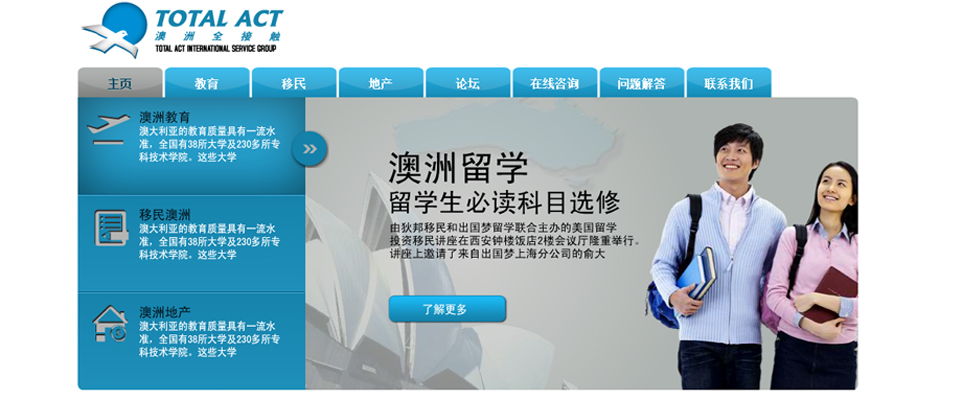 TOTAL ACT
澳洲全接触
TOTAL ACT INTERNATIONAL SERVICE GROUP
主页 教育 移民 地产 论坛 在线咨询 问题解答 联系我们
澳洲教育
澳大利亚的教育质量具有一流水
准，全国有38所大学及230多所专
科技术学院。这些大学
移民澳洲
澳大利亚的教育质量具有一流水
准，全国有38所大学及230多所专
科技术学院。这些大学
澳洲地产
澳大利亚的教育质量具有一流水
准，全国有38所大学及230多所专
科技术学院。这些大学
澳洲留学
留学生必读科目选修
由狄邦移民和出国梦留学联合主办的美国留学
投资移民讲座在西安钟楼饭店2楼会议厅隆重举行。
讲座上邀请了来自出国梦上海分公司的俞大
了解更多